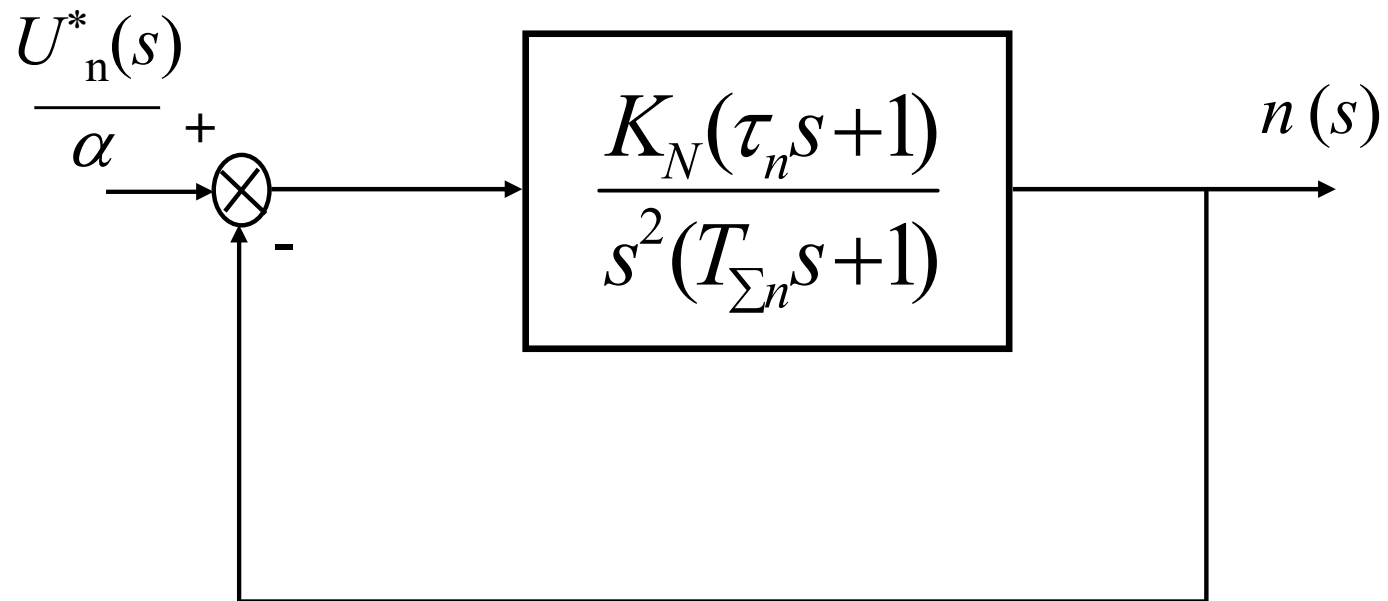 U*n(s)
α
+
-
K_N(τ_n s+1)
s²(T_Σn s+1)
n (s)